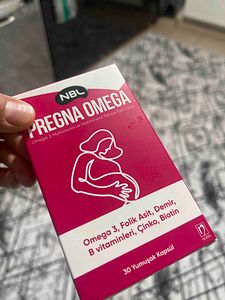 NBL
PREGNA OMEGA
Omega 3, Folik Asit, Demir,
B vitaminleri, Çinko, Biotin
30 Yumuşak Kapsül